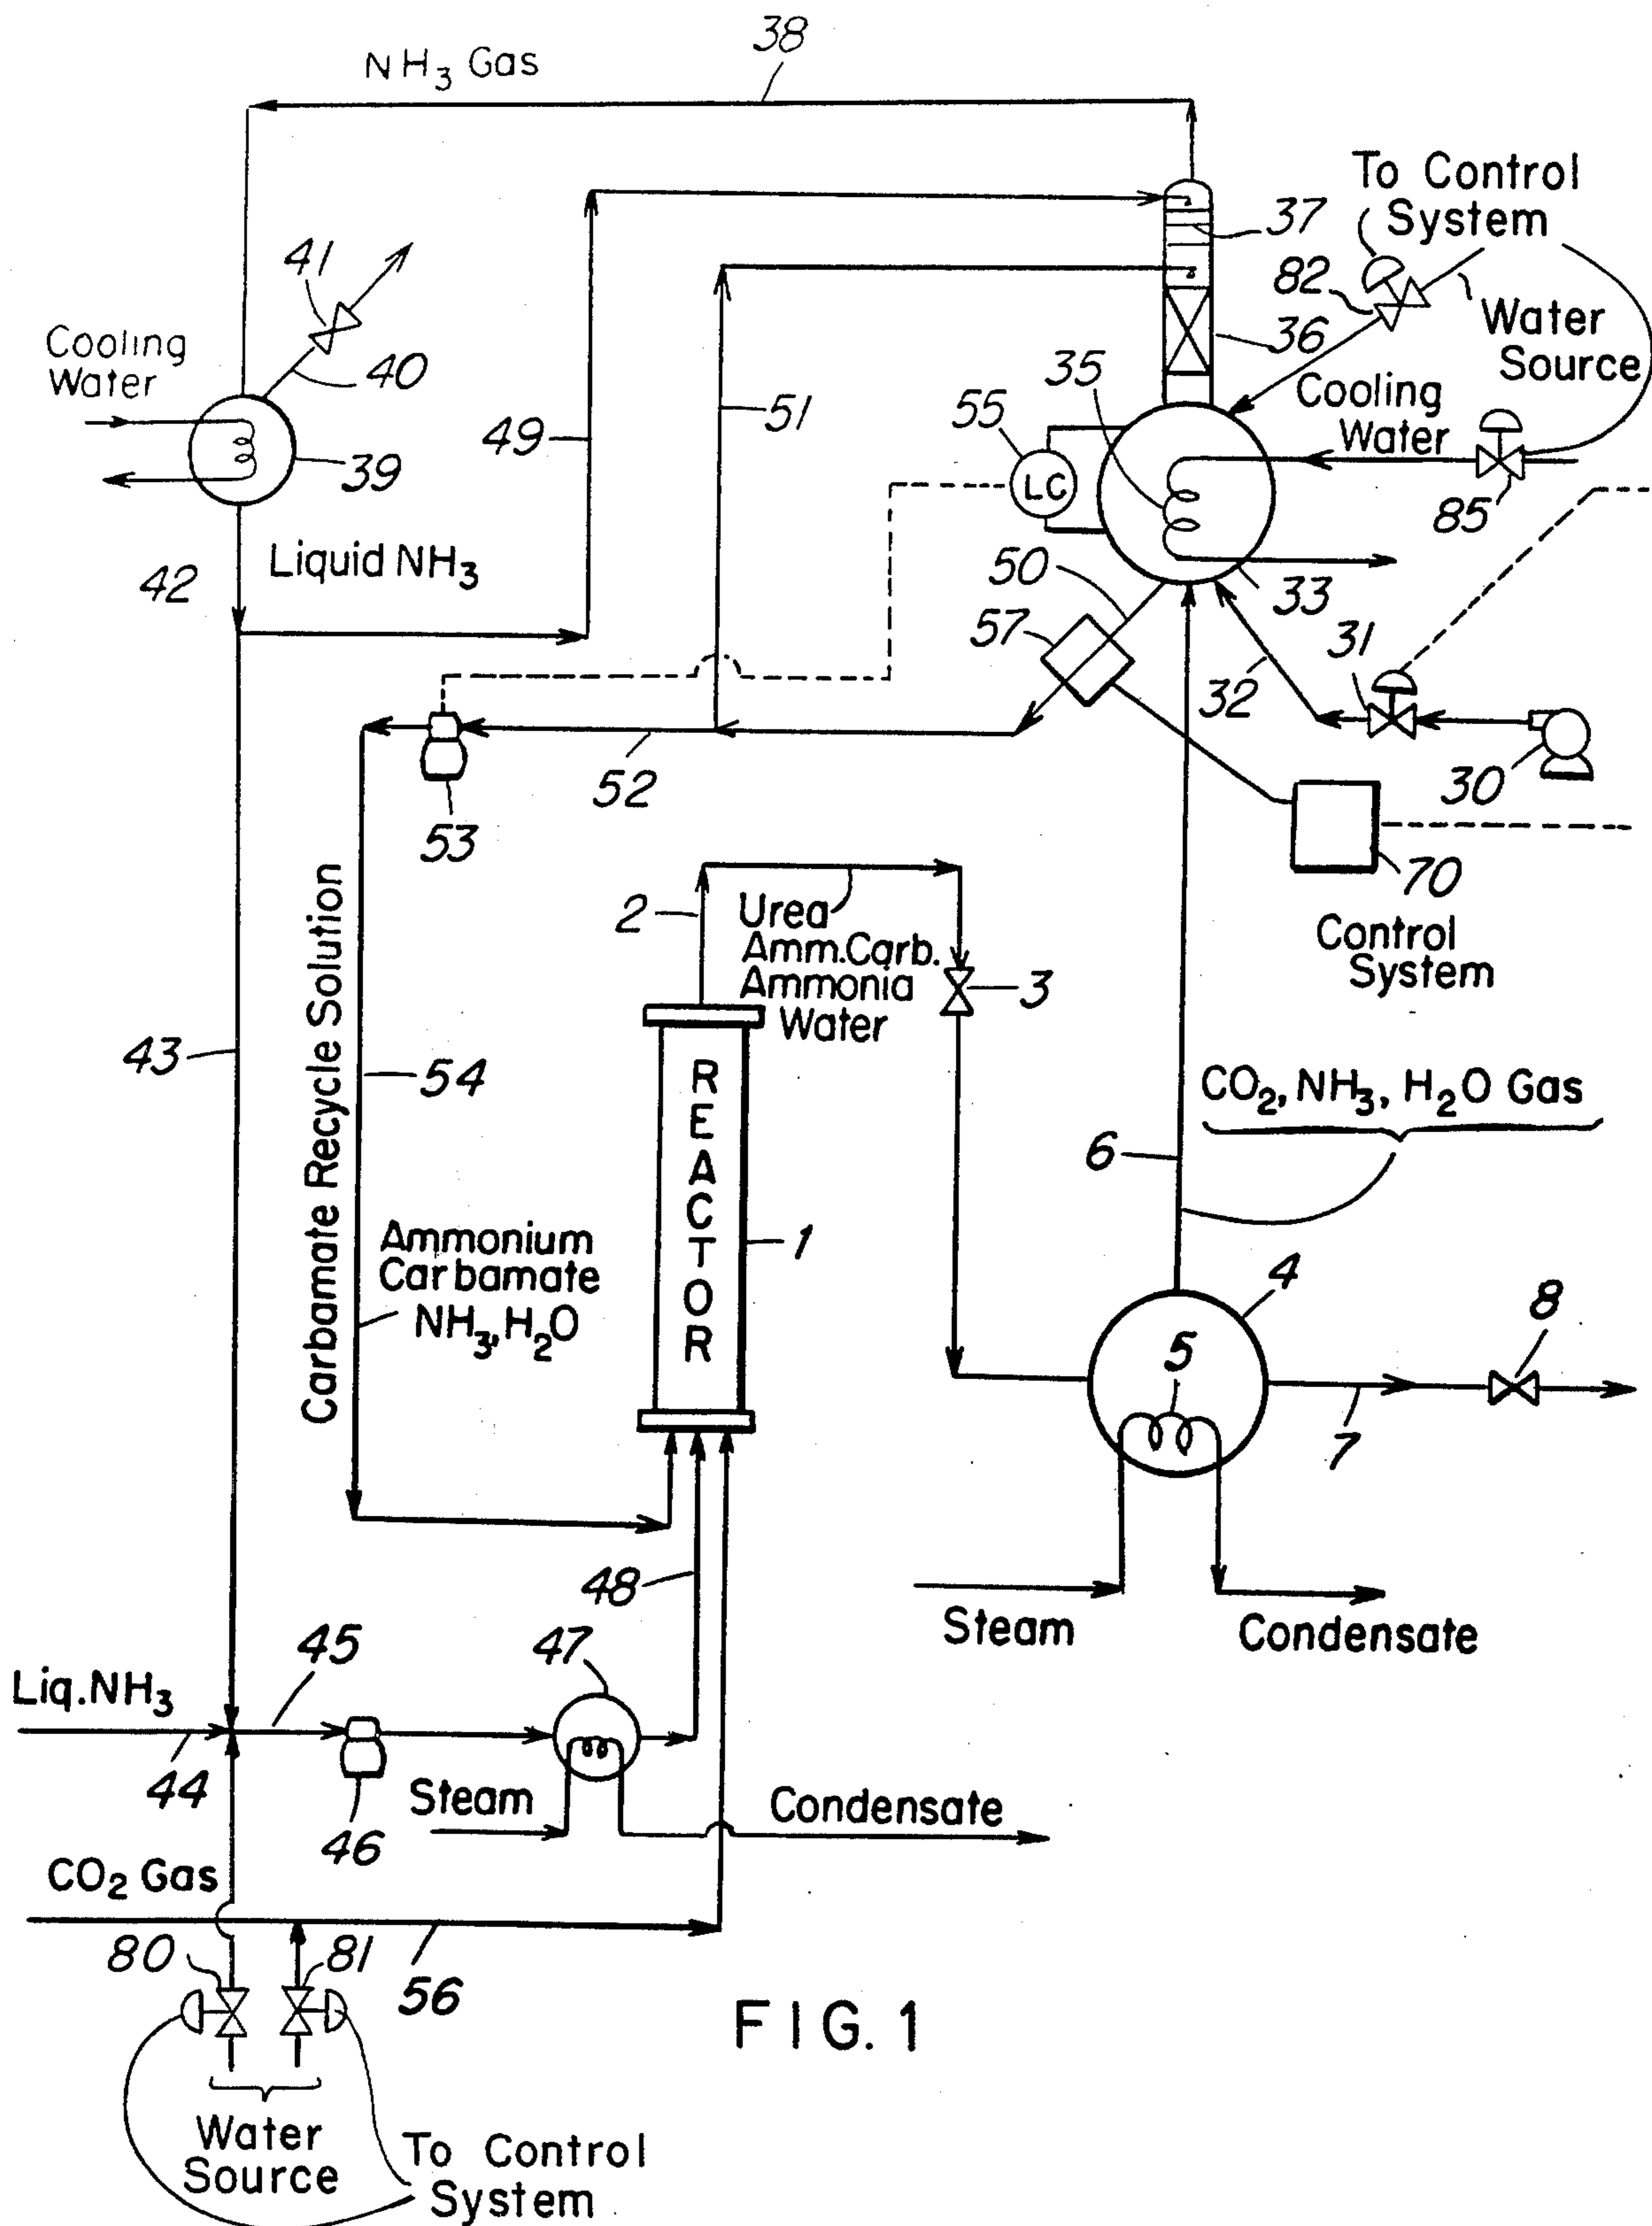 38
NH3 Gas
To Control
System
37
41
82
Water
Source
Cooling
Water
40
36
35
Cooling
Water
55
51
49
39
LC
85
50
Liquid NH3
42
33
57
31
32
52
30
53
70
2
Urea
Amm.Carb.
Ammonia
Water
Control
System
3
Carbamate Recycle Solution
43
54
REACTOR
CO2, NH3, H2O Gas
6
1
Ammonium
Carbamate
NH3,H2O
4
8
5
7
48
Steam
Condensate
45
47
Liq.NH3
44
Steam
Condensate
46
CO2 Gas
80
81
56
FIG. 1
Water
Source
To Control
System